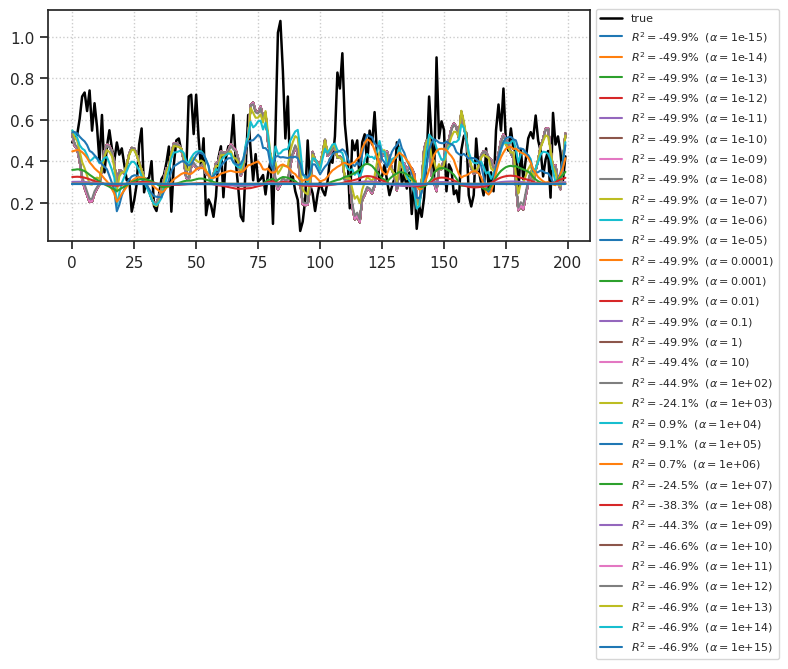 1.0
0.8
0.6
0.4
0.2
0 25 50 75 100 125 150 175 200
true
R² = -49.9% (α = 1e-15)
R² = -49.9% (α = 1e-14)
R² = -49.9% (α = 1e-13)
R² = -49.9% (α = 1e-12)
R² = -49.9% (α = 1e-11)
R² = -49.9% (α = 1e-10)
R² = -49.9% (α = 1e-09)
R² = -49.9% (α = 1e-08)
R² = -49.9% (α = 1e-07)
R² = -49.9% (α = 1e-06)
R² = -49.9% (α = 1e-05)
R² = -49.9% (α = 0.0001)
R² = -49.9% (α = 0.001)
R² = -49.9% (α = 0.01)
R² = -49.9% (α = 0.1)
R² = -49.9% (α = 1)
R² = -49.4% (α = 10)
R² = -44.9% (α = 1e+02)
R² = -24.1% (α = 1e+03)
R² = 0.9% (α = 1e+04)
R² = 9.1% (α = 1e+05)
R² = 0.7% (α = 1e+06)
R² = -24.5% (α = 1e+07)
R² = -38.3% (α = 1e+08)
R² = -44.3% (α = 1e+09)
R² = -46.6% (α = 1e+10)
R² = -46.9% (α = 1e+11)
R² = -46.9% (α = 1e+12)
R² = -46.9% (α = 1e+13)
R² = -46.9% (α = 1e+14)
R² = -46.9% (α = 1e+15)